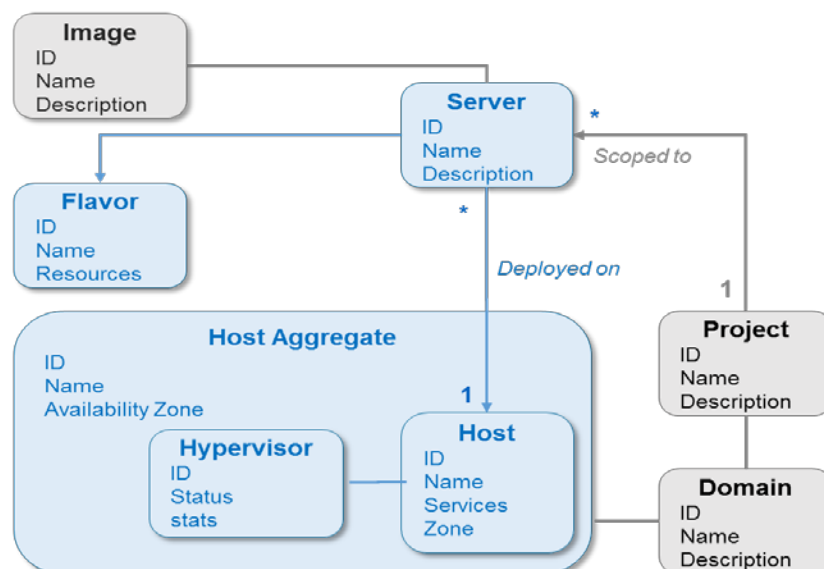 Image
ID
Name
Description
Server
ID
Name
Description
*
Scoped to
Flavor
ID
Name
Resources
*
Deployed on
1
Project
ID
Name
Description
Host Aggregate
ID
Name
Availability Zone
1
Hypervisor
ID
Status
stats
Host
ID
Name
Services
Zone
Domain
ID
Name
Description